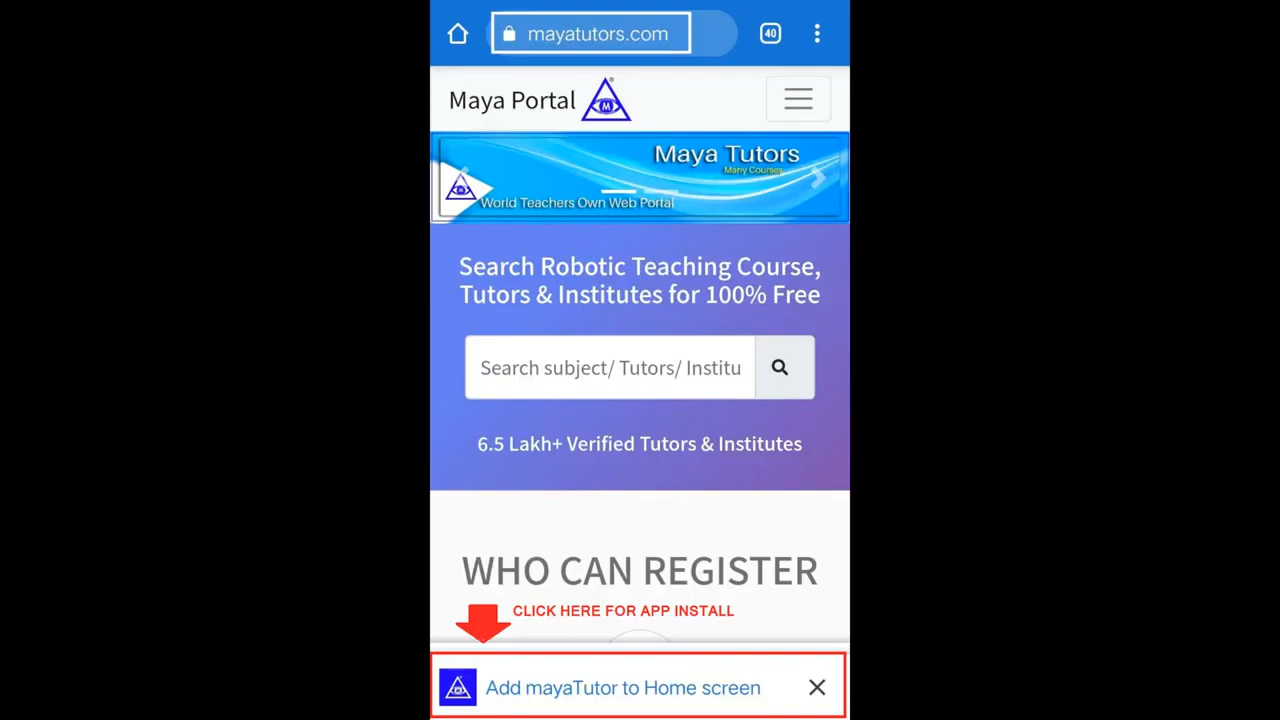 mayatutors.com
40
Maya Portal
M
Maya Tutors
Many Courses
World Teachers Own Web Portal
Search Robotic Teaching Course,
Tutors & Institutes for 100% Free
Search subject/ Tutors/ Institu
6.5 Lakh+ Verified Tutors & Institutes
WHO CAN REGISTER
CLICK HERE FOR APP INSTALL
Add mayaTutor to Home screen